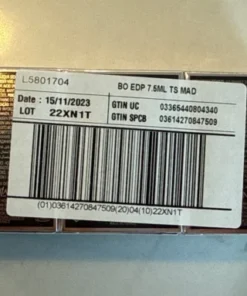 L5801704 BO EDP 7.5ML TS MAD
Date : 15/11/2023 GTIN UC 03365440804340
LOT 22XN1T GTIN SPCB 03614270847509
(01)03614270847509(20)04(10)22XN1T